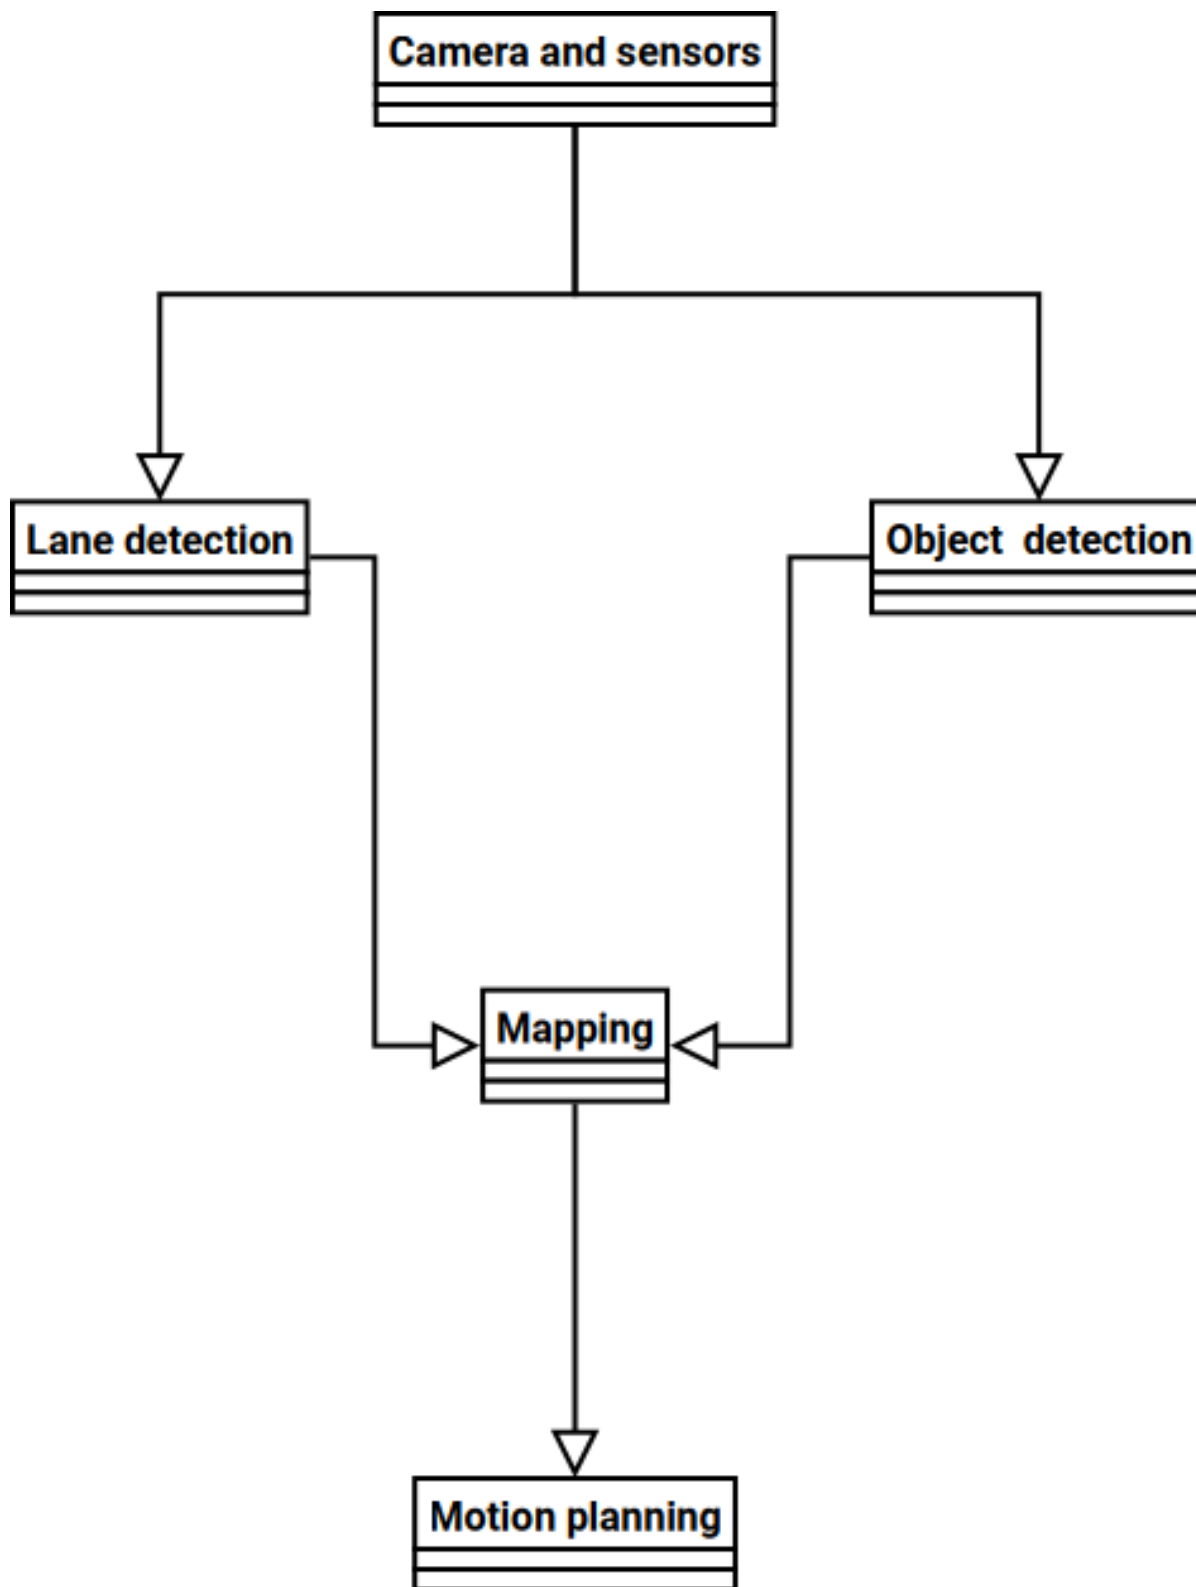 Camera and sensors
Lane detection
Object  detection
Mapping
Motion planning